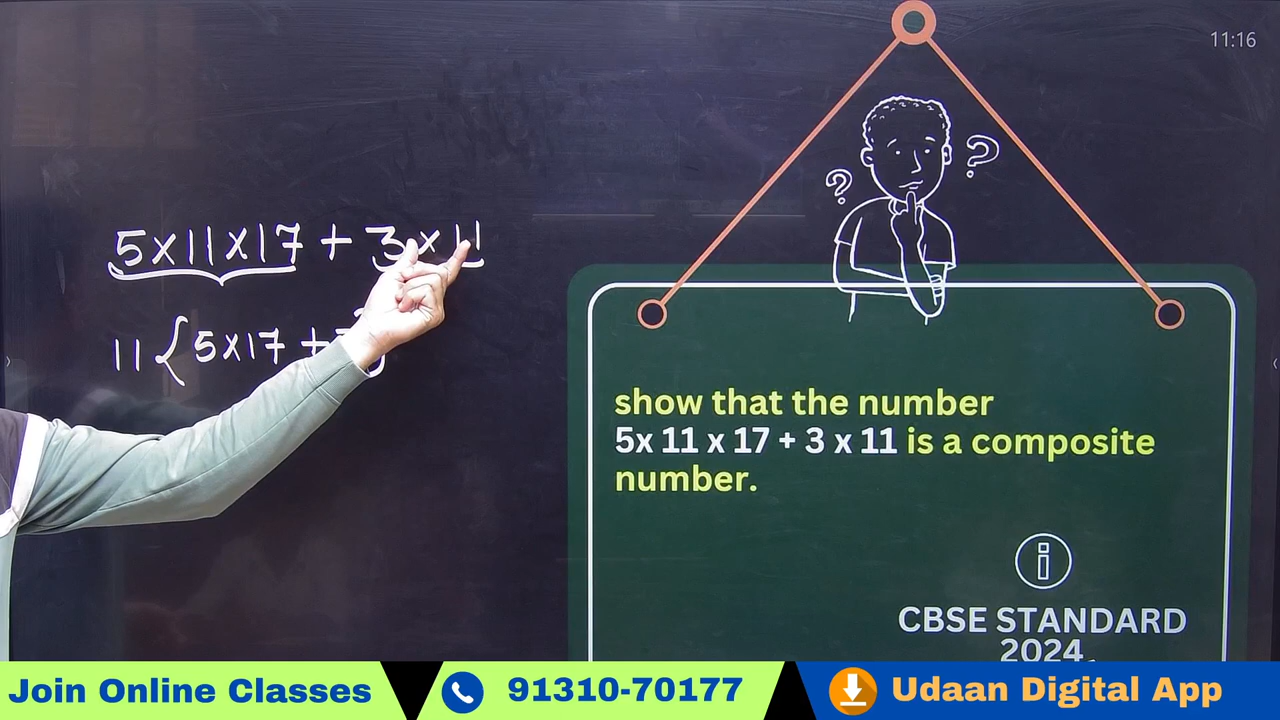 11:16
5x11x17 + 3x11
11 { 5x17 +
show that the number
5x 11 x 17 + 3 x 11 is a composite
number.
CBSE STANDARD
2024
Join Online Classes
91310-70177
Udaan Digital App